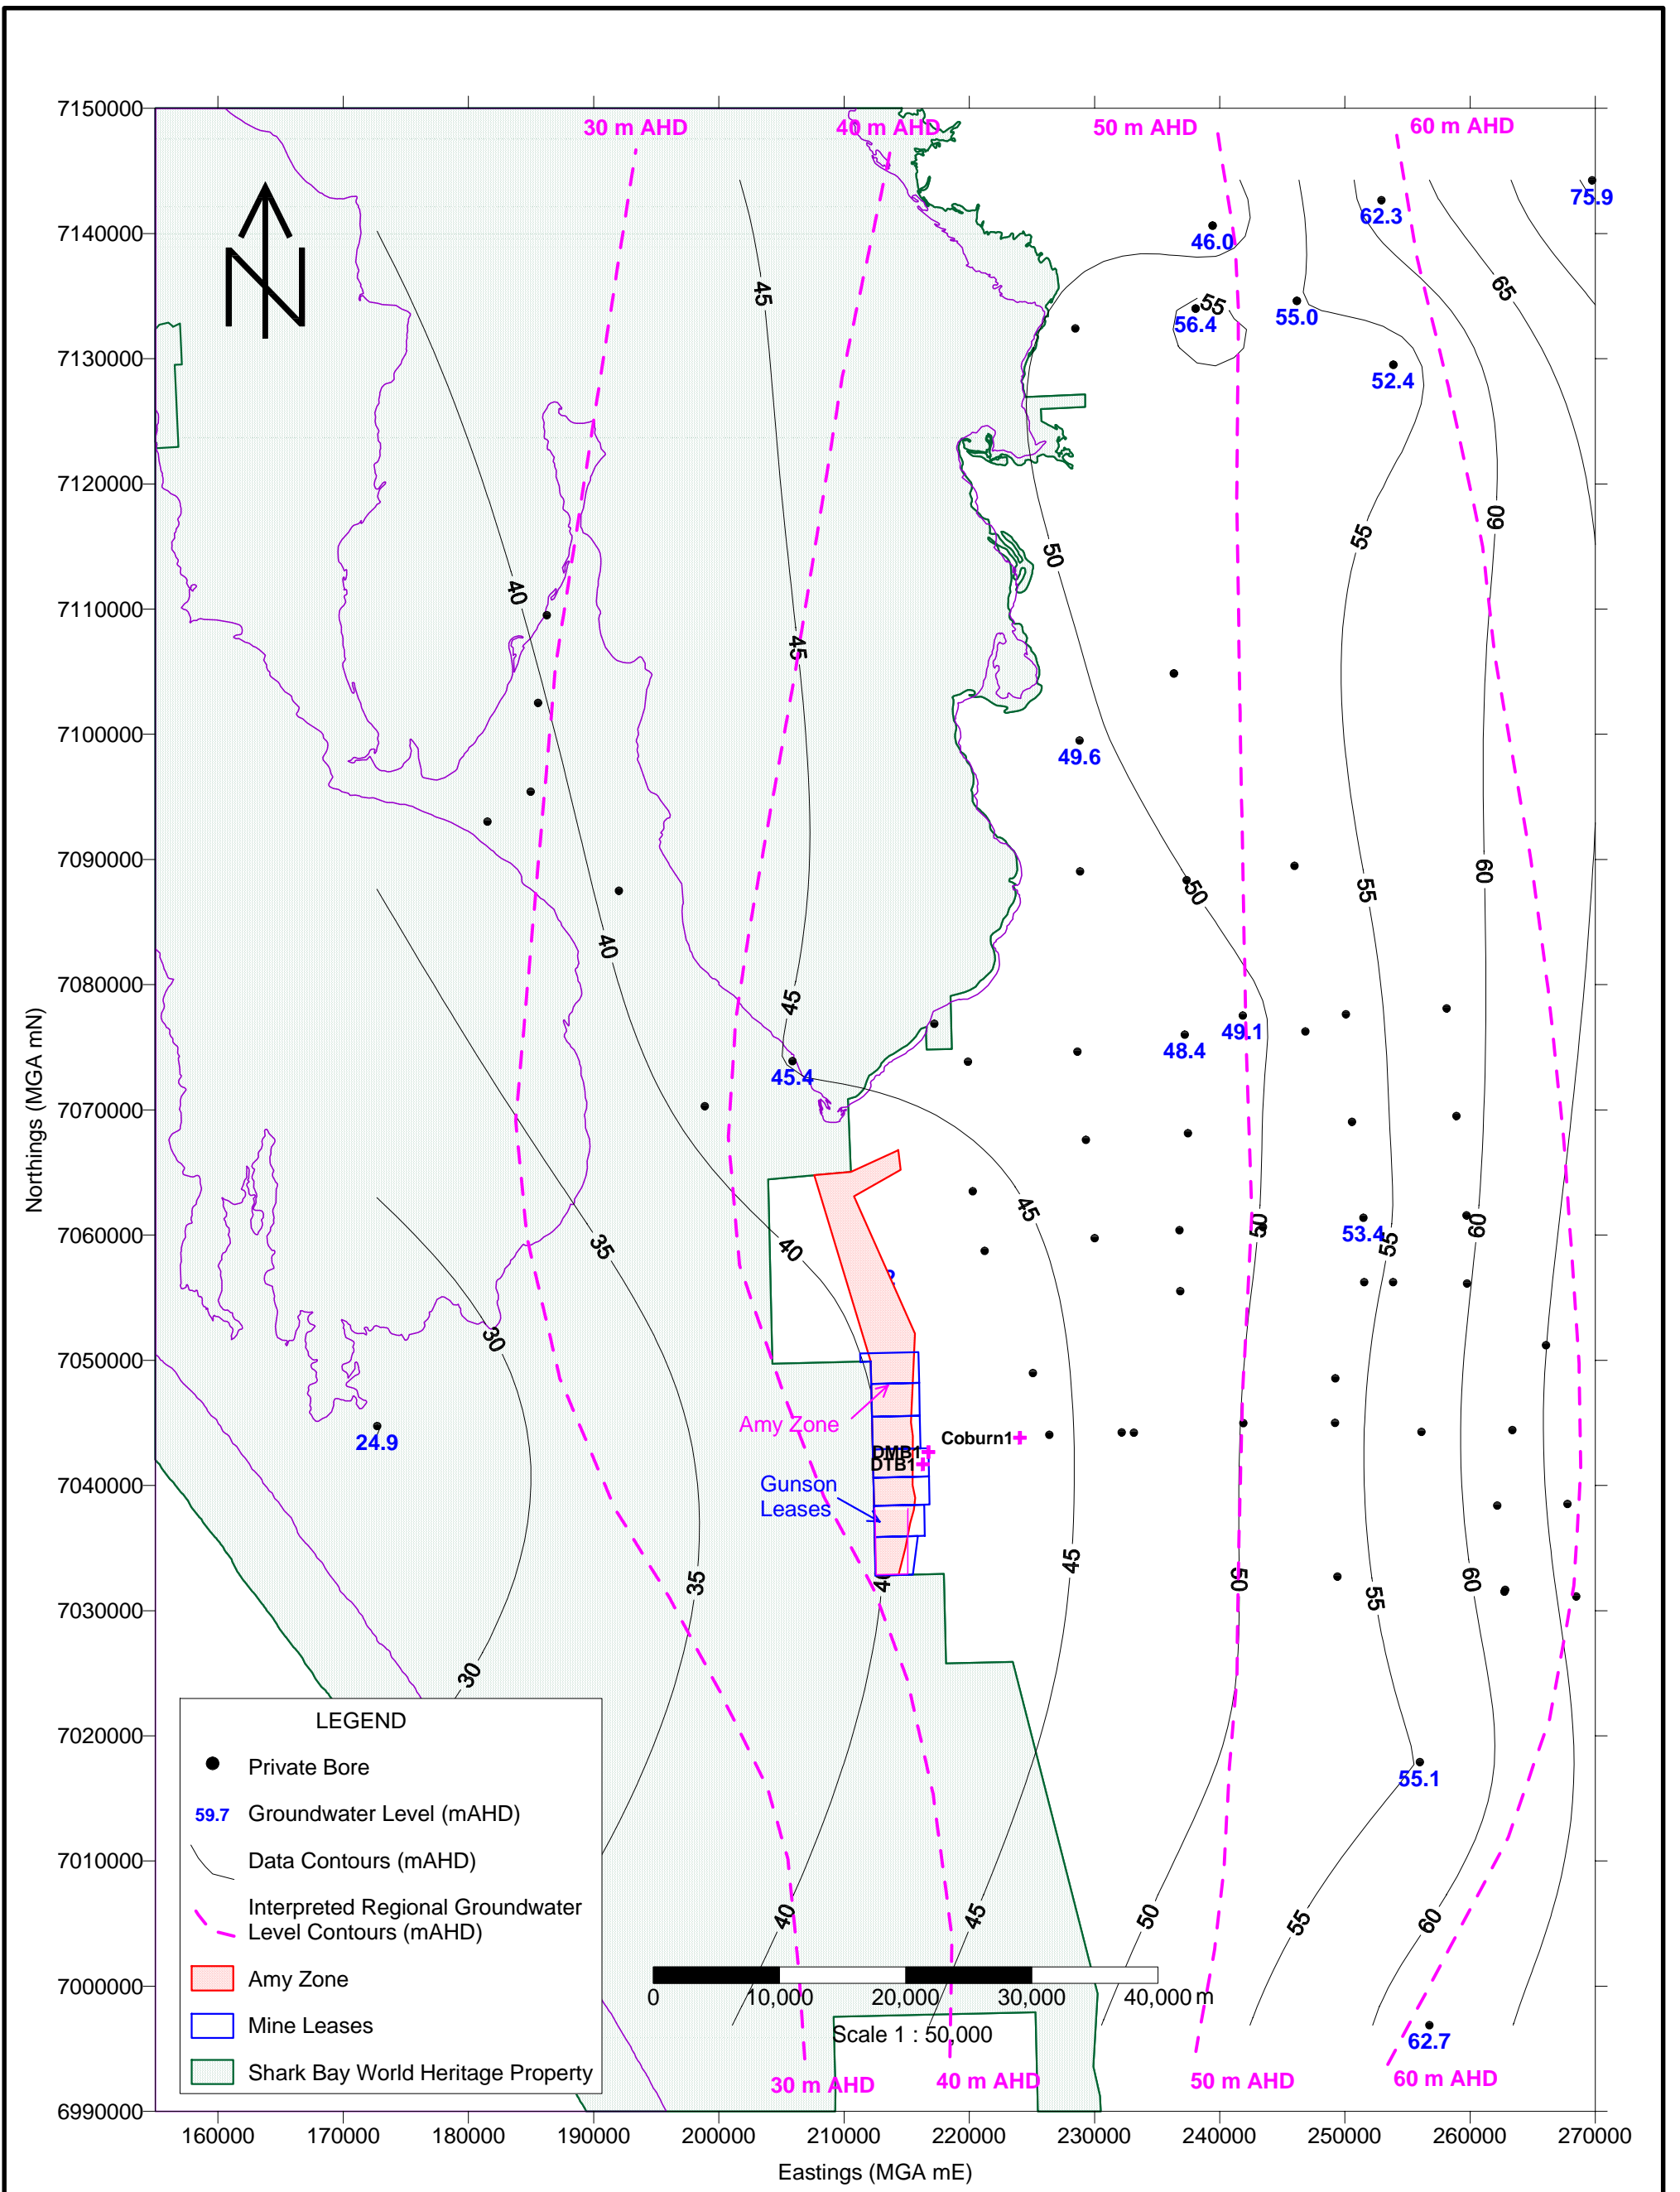 30 m AHD 40 m AHD 50 m AHD 60 m AHD
7150000
7140000
7130000
7120000
7110000
7100000
7090000
7080000
7070000
7060000
7050000
7040000
7030000
7020000
7010000
7000000
6990000
Northings (MGA mN)
N
75.9
62.3
46.0
45
65
55
56.4
55.0
52.4
60
55
50
40
45
49.6
60
55
50
40
45
49.1
48.4
45.4
45
50
53.4
55
60
40
35
30
Amy Zone
24.9
Coburn1
DMB1
DTB1
Gunson
Leases
45
35
40
50
55
60
30
55.1
40
45
50
55
60
62.7
LEGEND
Private Bore
59.7 Groundwater Level (mAHD)
Data Contours (mAHD)
Interpreted Regional Groundwater
Level Contours (mAHD)
Amy Zone
Mine Leases
Shark Bay World Heritage Property
0 10,000 20,000 30,000 40,000 m
Scale 1 : 50,000
30 m AHD 40 m AHD 50 m AHD 60 m AHD
160000 170000 180000 190000 200000 210000 220000 230000 240000 250000 260000 270000
Eastings (MGA mE)